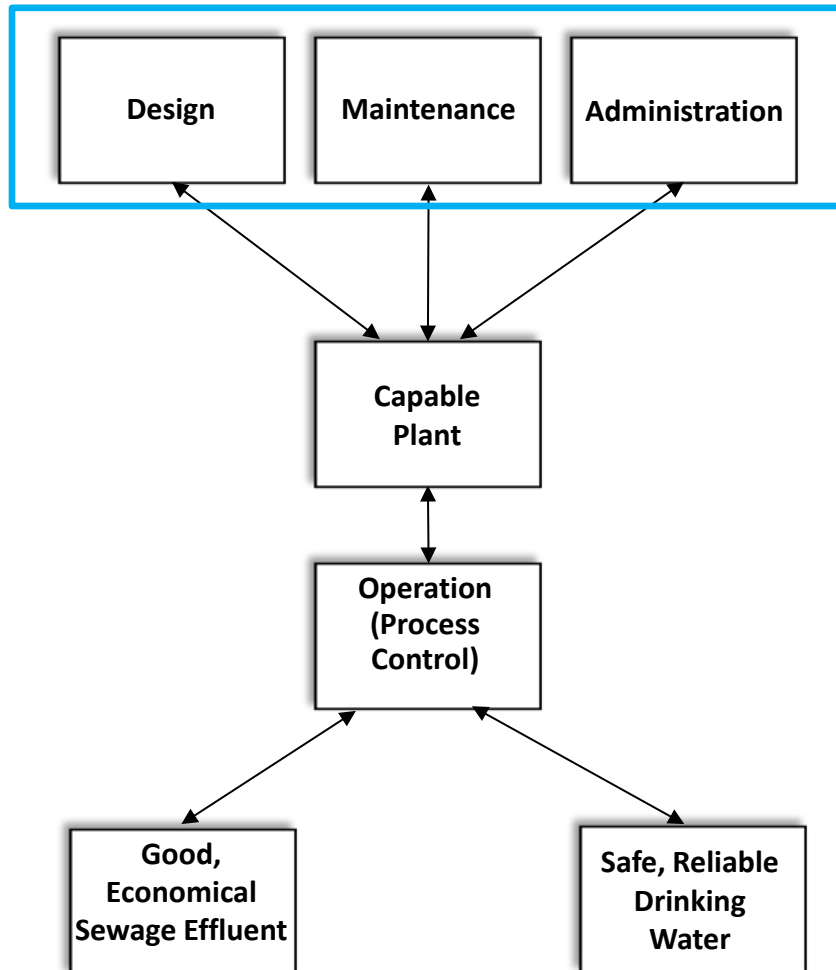 Design
Maintenance
Administration
Capable
Plant
Operation
(Process
Control)
Good,
Economical
Sewage Effluent
Safe, Reliable
Drinking
Water